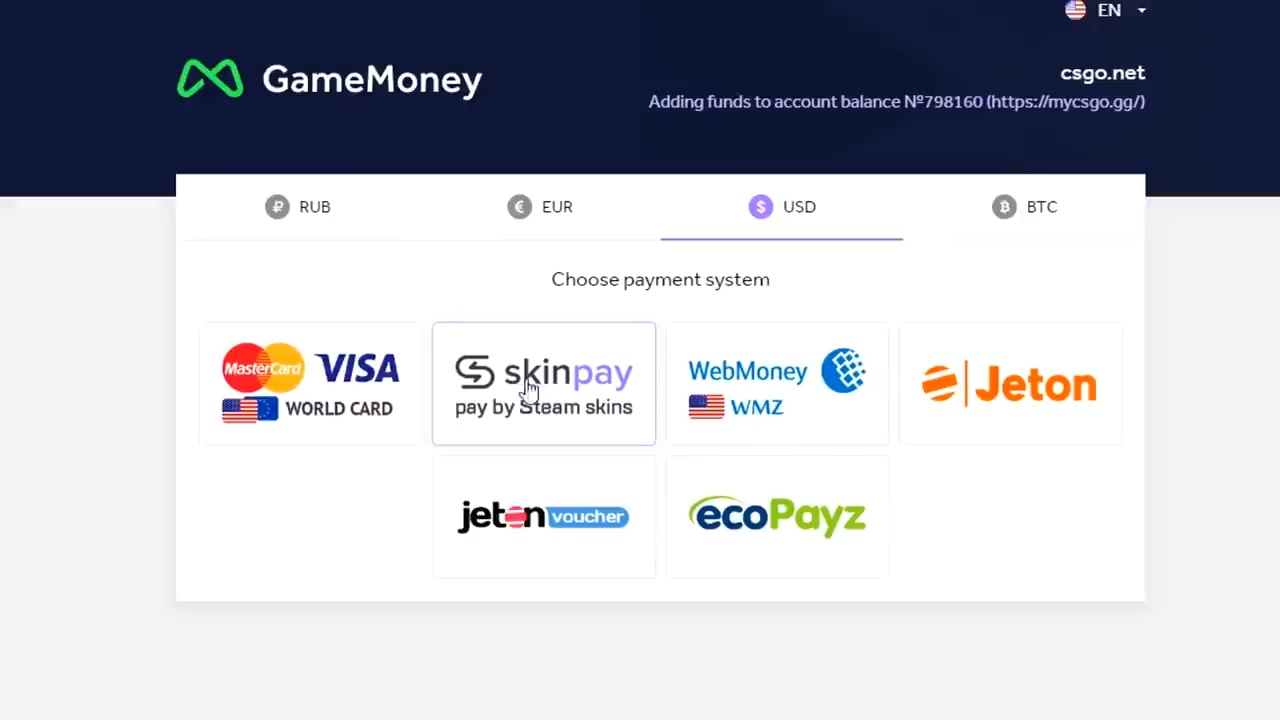 EN
GameMoney
csgo.net
Adding funds to account balance №798160 (https://mycsgo.gg/)
₽ RUB
€ EUR
$ USD
₿ BTC
Choose payment system
MasterCard VISA
WORLD CARD
skinpay
pay by Steam skins
WebMoney
WMZ
Jeton
jeton voucher
ecoPayz